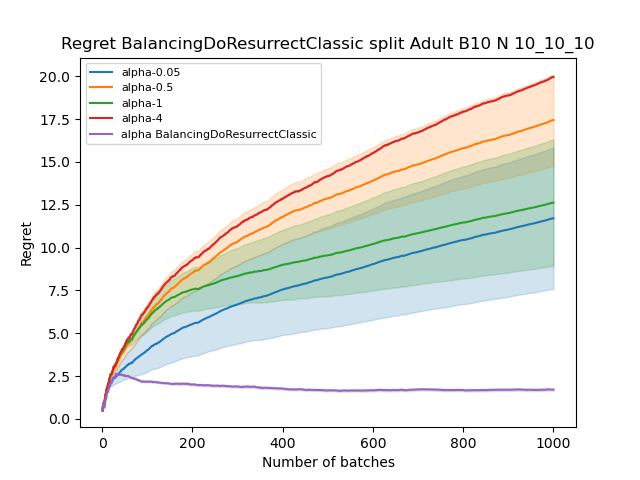 Regret BalancingDoResurrectClassic split Adult B10 N 10_10_10
alpha-0.05
alpha-0.5
alpha-1
alpha-4
alpha BalancingDoResurrectClassic
20.0
17.5
15.0
12.5
10.0
7.5
5.0
2.5
0.0
Regret
0 200 400 600 800 1000
Number of batches